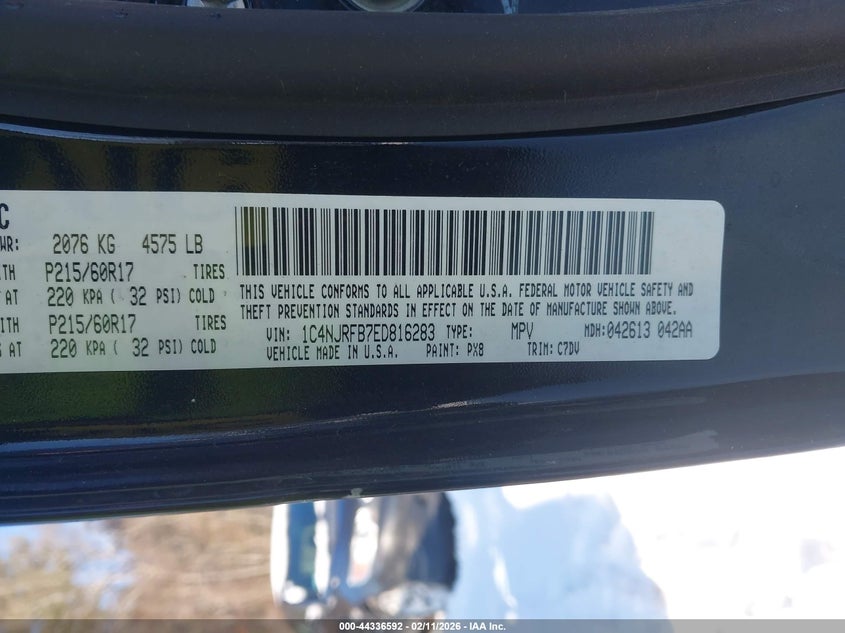 C
WR: 2076 KG 4575 LB
TH P215/60R17 TIRES
AT 220 KPA ( 32 PSI) COLD
ITH P215/60R17 TIRES
S AT 220 KPA ( 32 PSI) COLD
THIS VEHICLE CONFORMS TO ALL APPLICABLE U.S.A. FEDERAL MOTOR VEHICLE SAFETY AND
THEFT PREVENTION STANDARDS IN EFFECT ON THE DATE OF MANUFACTURE SHOWN ABOVE.
VIN: 1C4NJRFB7ED816283 TYPE: MPV MDH:042613 042AA
VEHICLE MADE IN U.S.A. PAINT: PX8 TRIM: C7DV
000-44336592 — 02/11/2026 — IAA Inc.